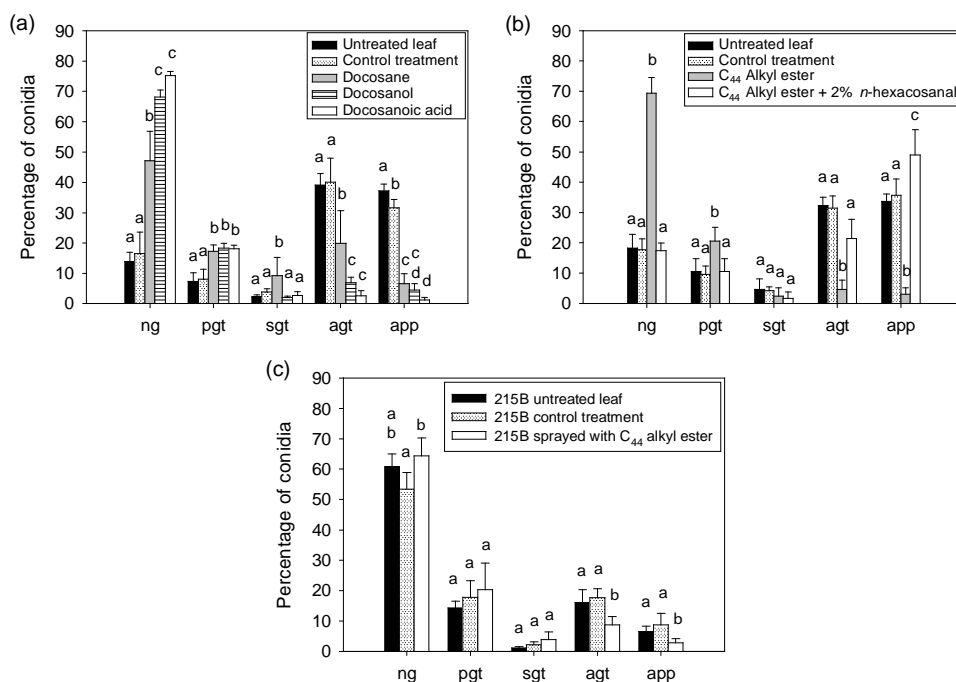 (a)
90
80
70
60
50
40
30
20
10
0
Percentage of conidia
Untreated leaf
Control treatment
Docosane
Docosanol
Docosanoic acid
a a b c c
a a b b b
a a b a a
a a b c c
a b c c d d
ng pgt sgt agt app
(b)
90
80
70
60
50
40
30
20
10
0
Percentage of conidia
Untreated leaf
Control treatment
C44 Alkyl ester
C44 Alkyl ester + 2% n-hexacosanal
a a b a
a a b a
a a a a
a a b a
a a b c
ng pgt sgt agt app
(c)
90
80
70
60
50
40
30
20
10
0
Percentage of conidia
215B untreated leaf
215B control treatment
215B sprayed with C44 alkyl ester
a b a b
a a a
a a a
a a b
a a b
ng pgt sgt agt app